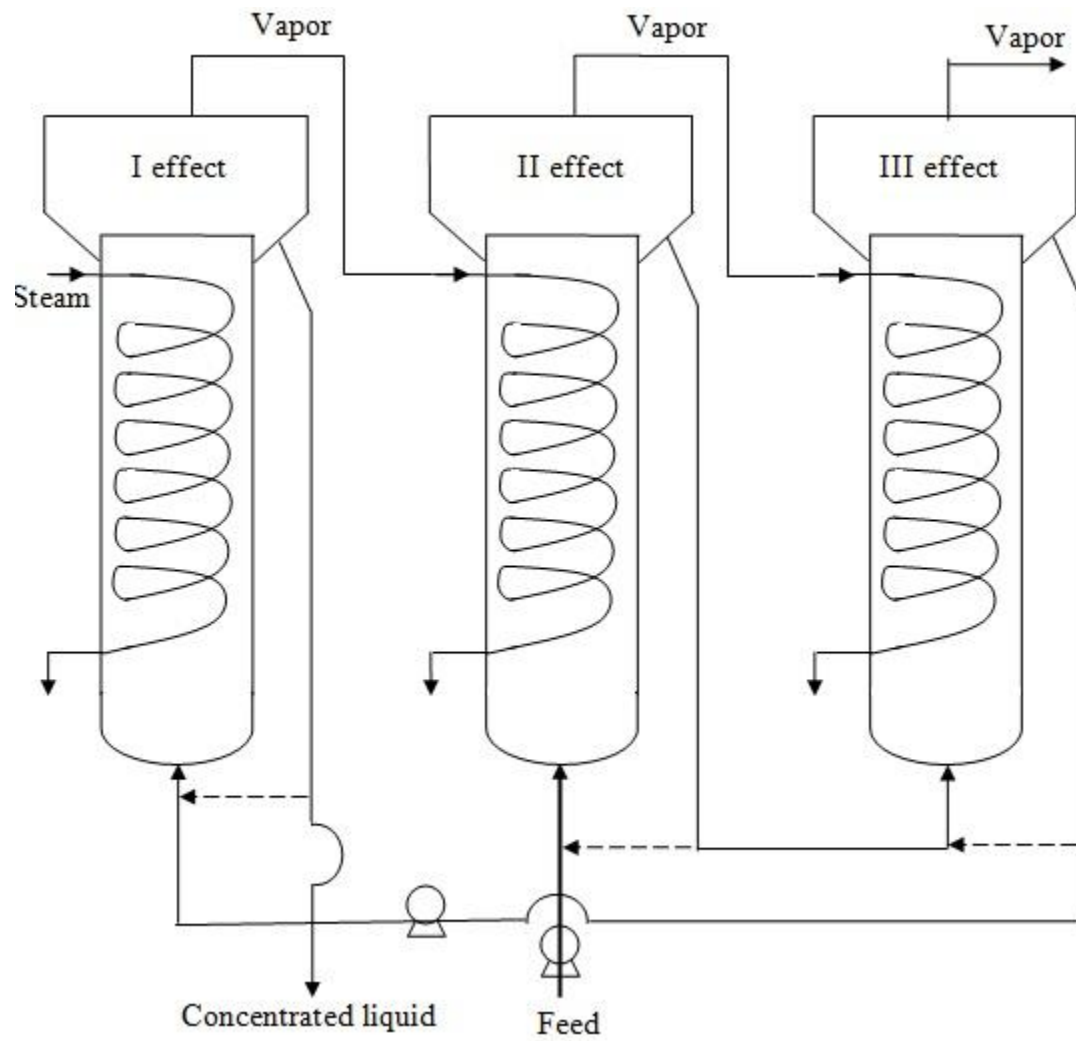 Vapor
Vapor
Vapor
I effect
II effect
III effect
Steam
Concentrated liquid
Feed